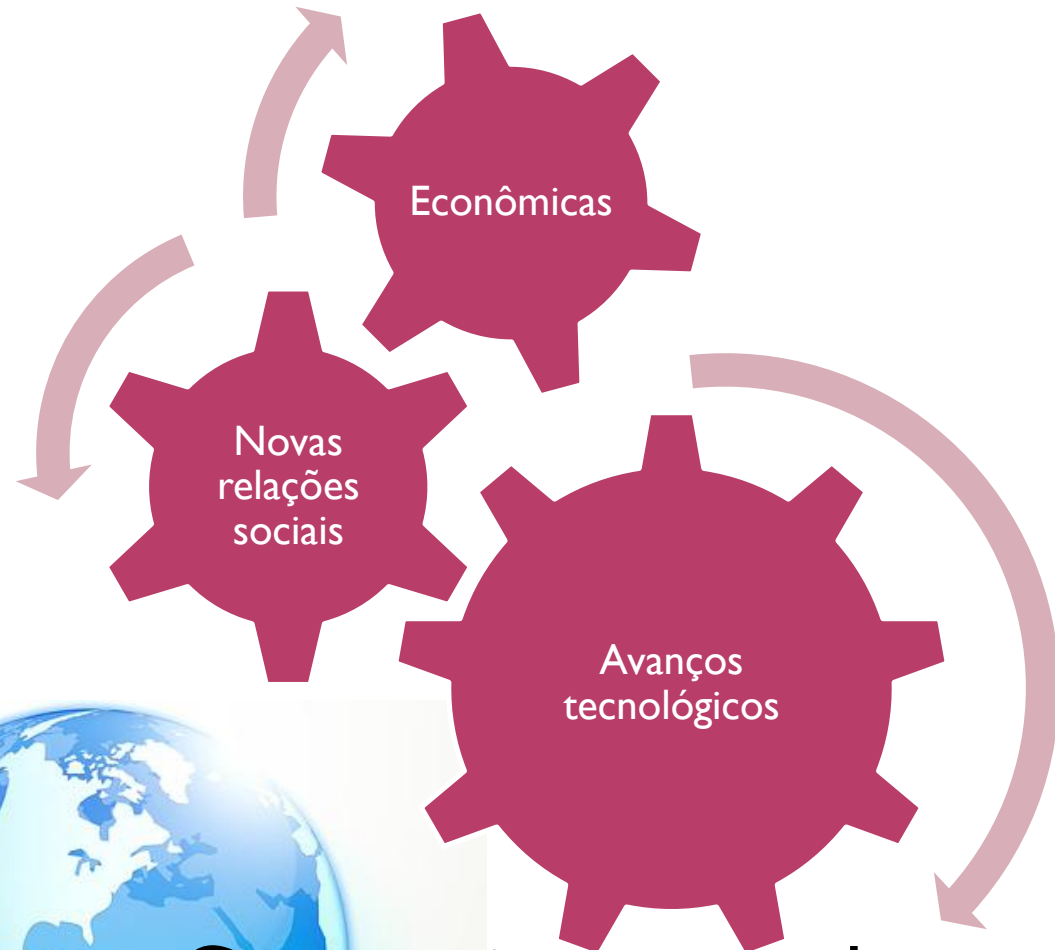 Econômicas
Novas
relações
sociais
Avanços
tecnológicos